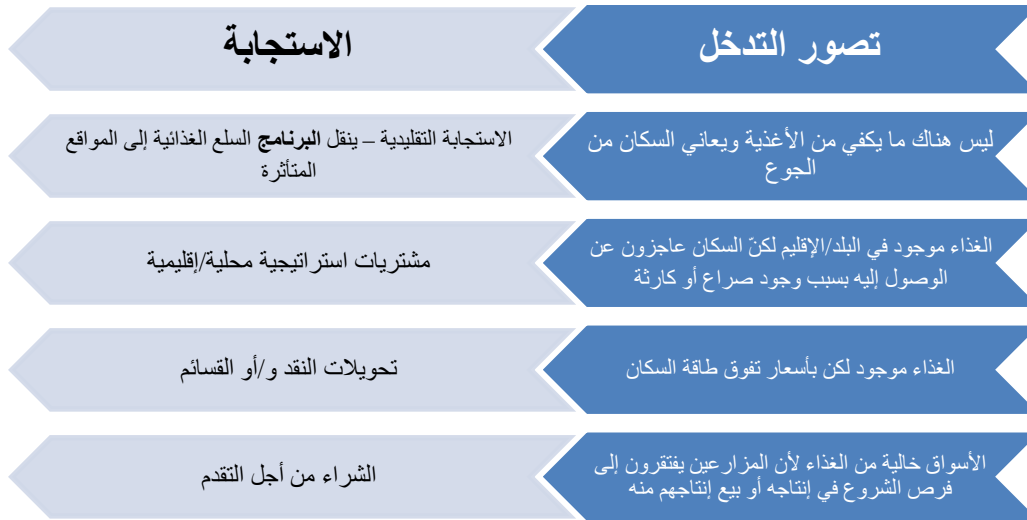 تصور التدخل
الاستجابة
ليس هناك ما يكفي من الأغذية ويعاني السكان من
الجوع
الاستجابة التقليدية – ينقل البرنامج السلع الغذائية إلى المواقع
المتأثرة
الغذاء موجود في البلد/الإقليم لكنّ السكان عاجزون عن
الوصول إليه بسبب وجود صراع أو كارثة
مشتريات استراتيجية محلية/إقليمية
الغذاء موجود لكن بأسعار تفوق طاقة السكان
تحويلات النقد و/أو القسائم
الأسواق خالية من الغذاء لأن المزارعين يفتقرون إلى
فرص الشروع في إنتاجه أو بيع إنتاجهم منه
الشراء من أجل التقدم